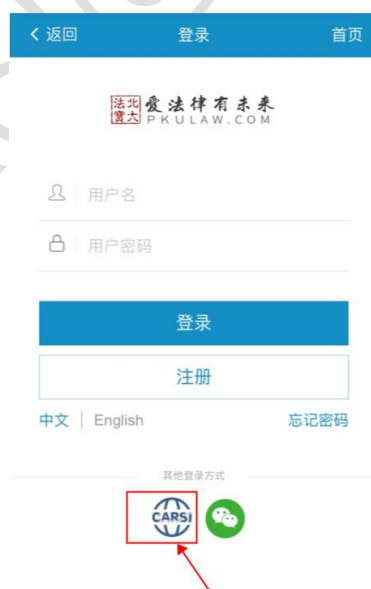 返回 登录 首页
北大法宝 爱法律有未来
PKULAW.COM
用户名
用户密码
登录
注册
中文 | English 忘记密码
其他登录方式
CARSI